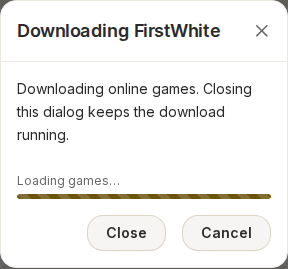 Downloading FirstWhite
Downloading online games. Closing
this dialog keeps the download
running.
Loading games...
Close
Cancel